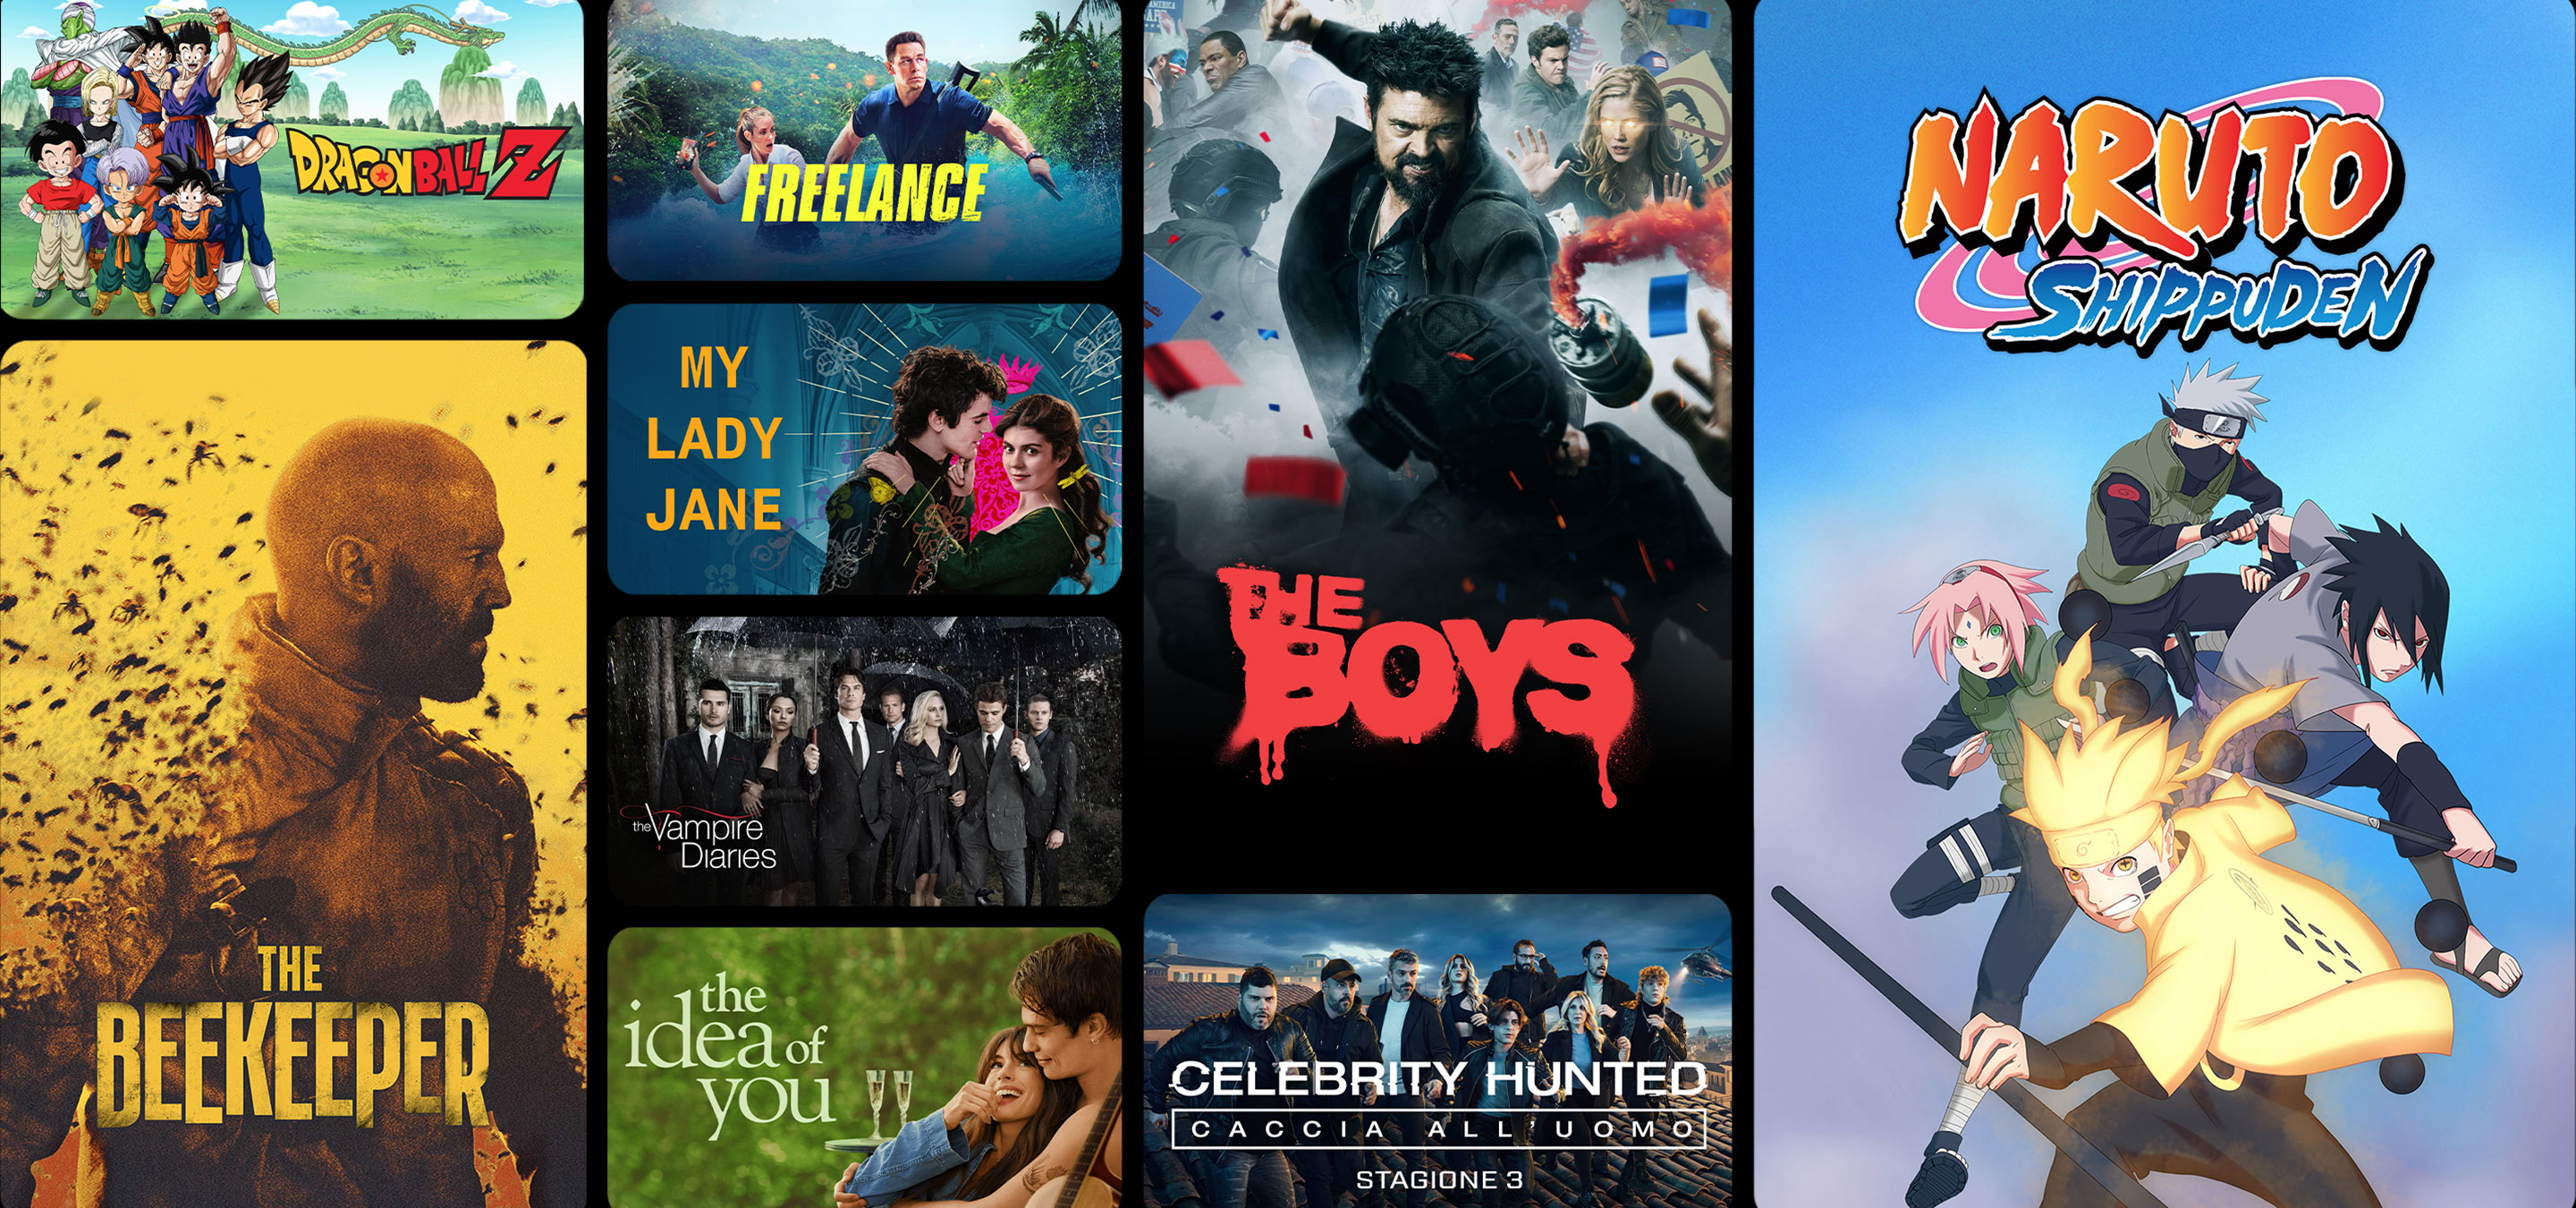 DRAGON BALL Z
THE
BEEKEEPER
FREELANCE
MY
LADY
JANE
the Vampire
Diaries
the
idea of
you
THE
BOYS
CELEBRITY HUNTED
CACCIA ALL'UOMO
STAGIONE 3
NARUTO
SHIPPUDEN